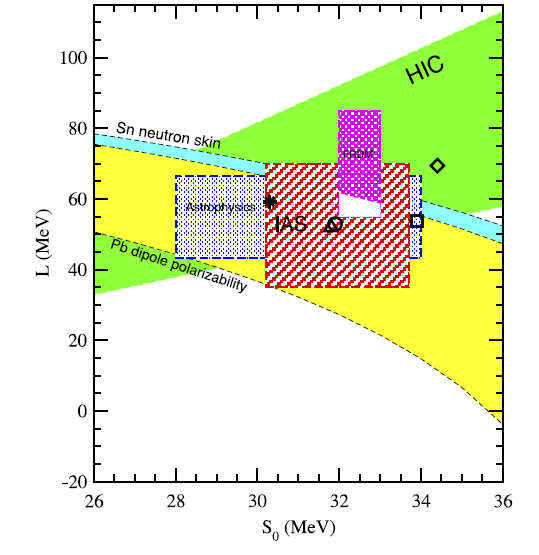 HIC
Sn neutron skin
FRDM
Astrophysics
IAS
Pb dipole polarizability
100
80
60
40
20
0
-20
L (MeV)
26
28
30
32
34
36
S0 (MeV)